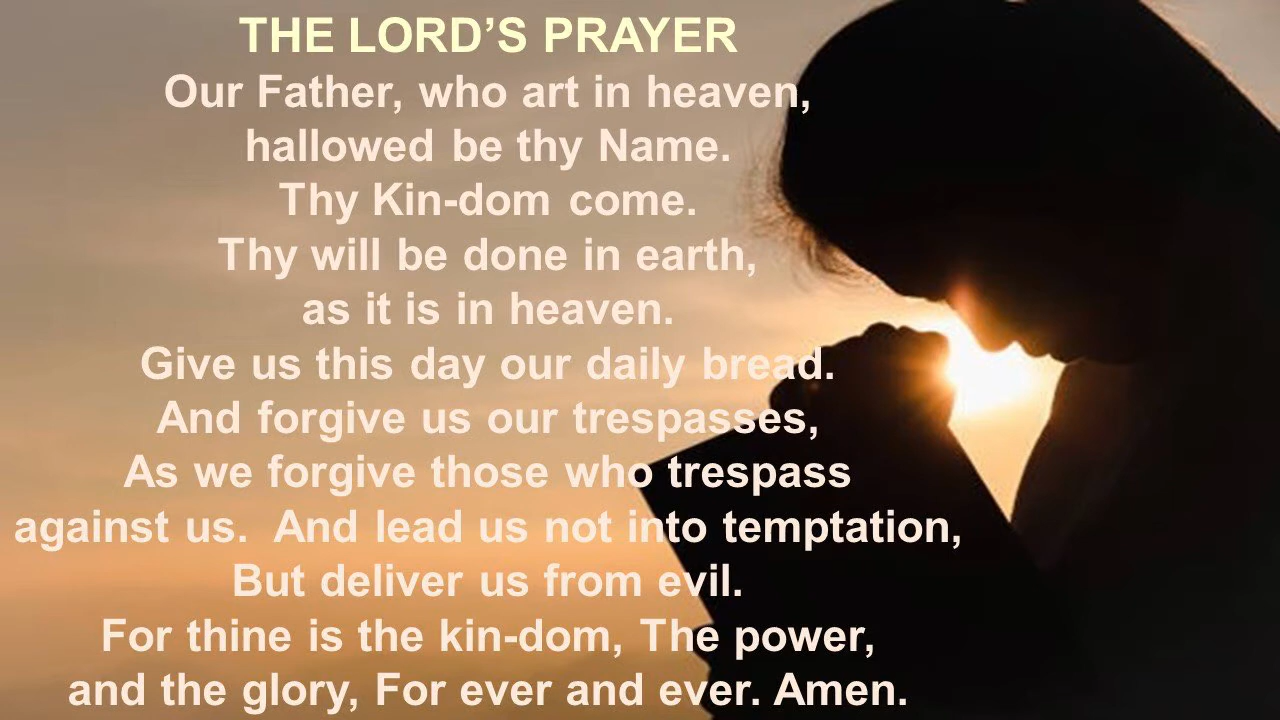 THE LORD’S PRAYER
Our Father, who art in heaven,
hallowed be thy Name.
Thy Kin-dom come.
Thy will be done in earth,
as it is in heaven.
Give us this day our daily bread.
And forgive us our trespasses,
As we forgive those who trespass
against us.  And lead us not into temptation,
But deliver us from evil.
For thine is the kin-dom, The power,
and the glory, For ever and ever. Amen.